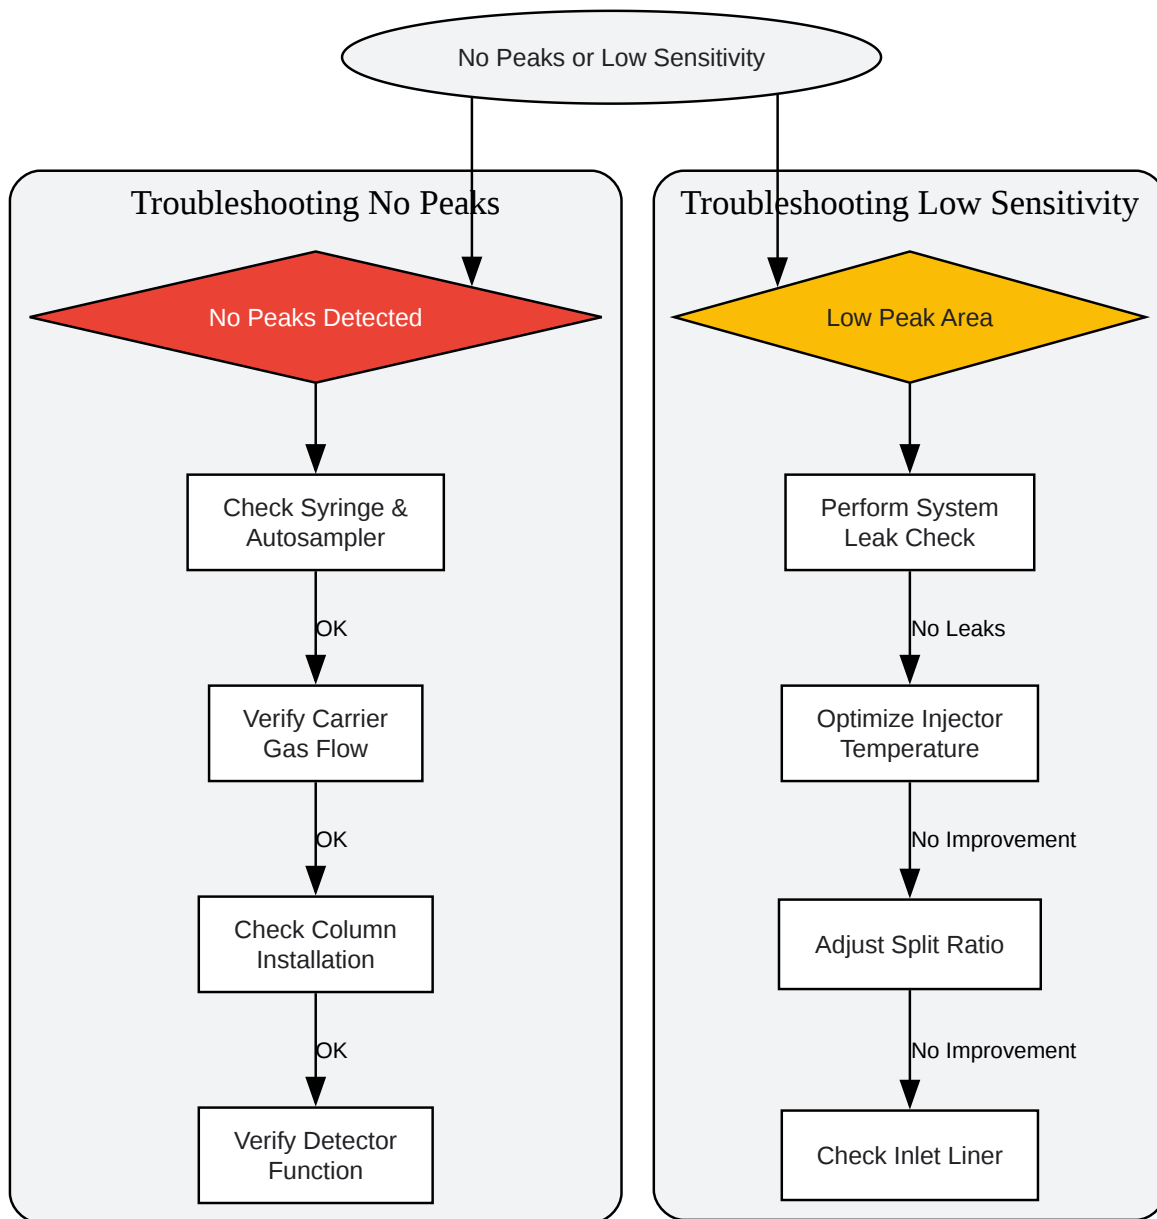 No Peaks or Low Sensitivity
Troubleshooting No Peaks
No Peaks Detected
Check Syringe &
Autosampler
OK
Verify Carrier
Gas Flow
OK
Check Column
Installation
OK
Verify Detector
Function
Troubleshooting Low Sensitivity
Low Peak Area
Perform System
Leak Check
No Leaks
Optimize Injector
Temperature
No Improvement
Adjust Split Ratio
No Improvement
Check Inlet Liner